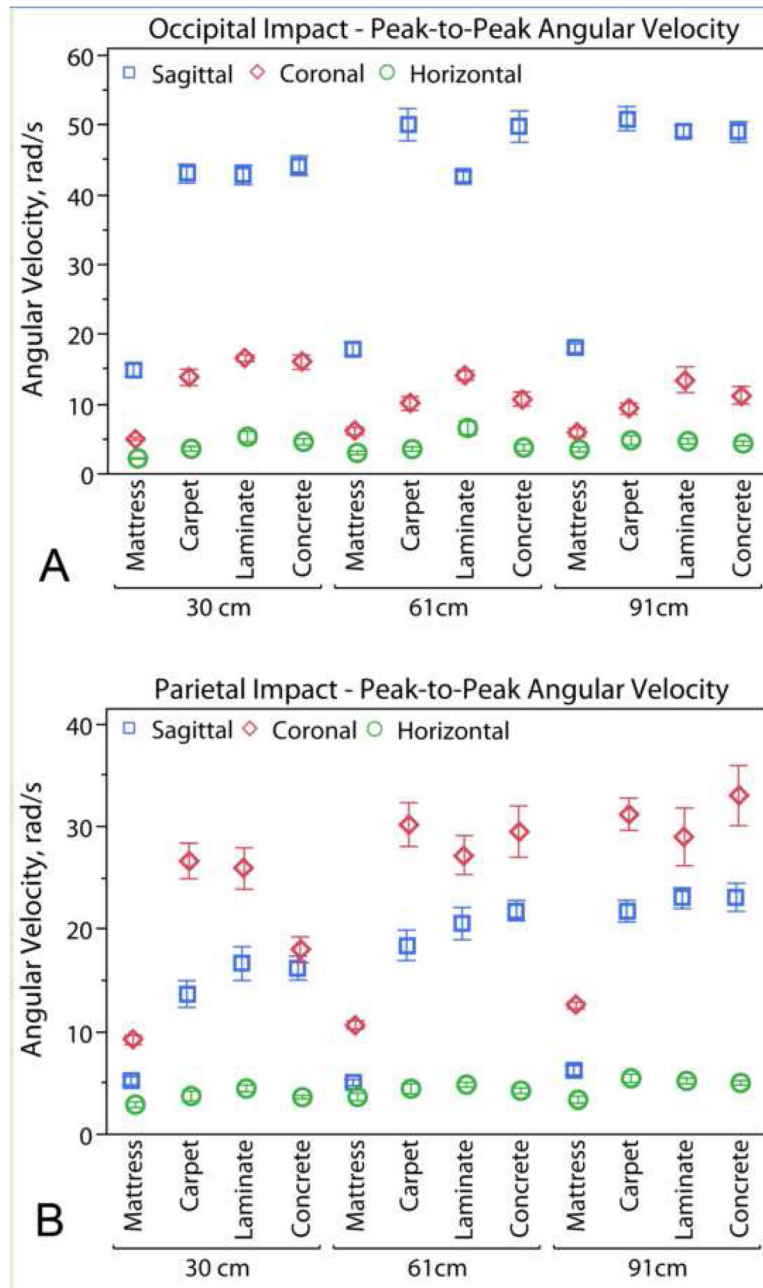 Occipital Impact - Peak-to-Peak Angular Velocity
Sagittal Coronal Horizontal
Angular Velocity, rad/s
60
50
40
30
20
10
0
Mattress Carpet Laminate Concrete Mattress Carpet Laminate Concrete Mattress Carpet Laminate Concrete
A
30 cm 61cm 91cm
Parietal Impact - Peak-to-Peak Angular Velocity
Sagittal Coronal Horizontal
Angular Velocity, rad/s
40
30
20
10
0
Mattress Carpet Laminate Concrete Mattress Carpet Laminate Concrete Mattress Carpet Laminate Concrete
B
30 cm 61cm 91cm